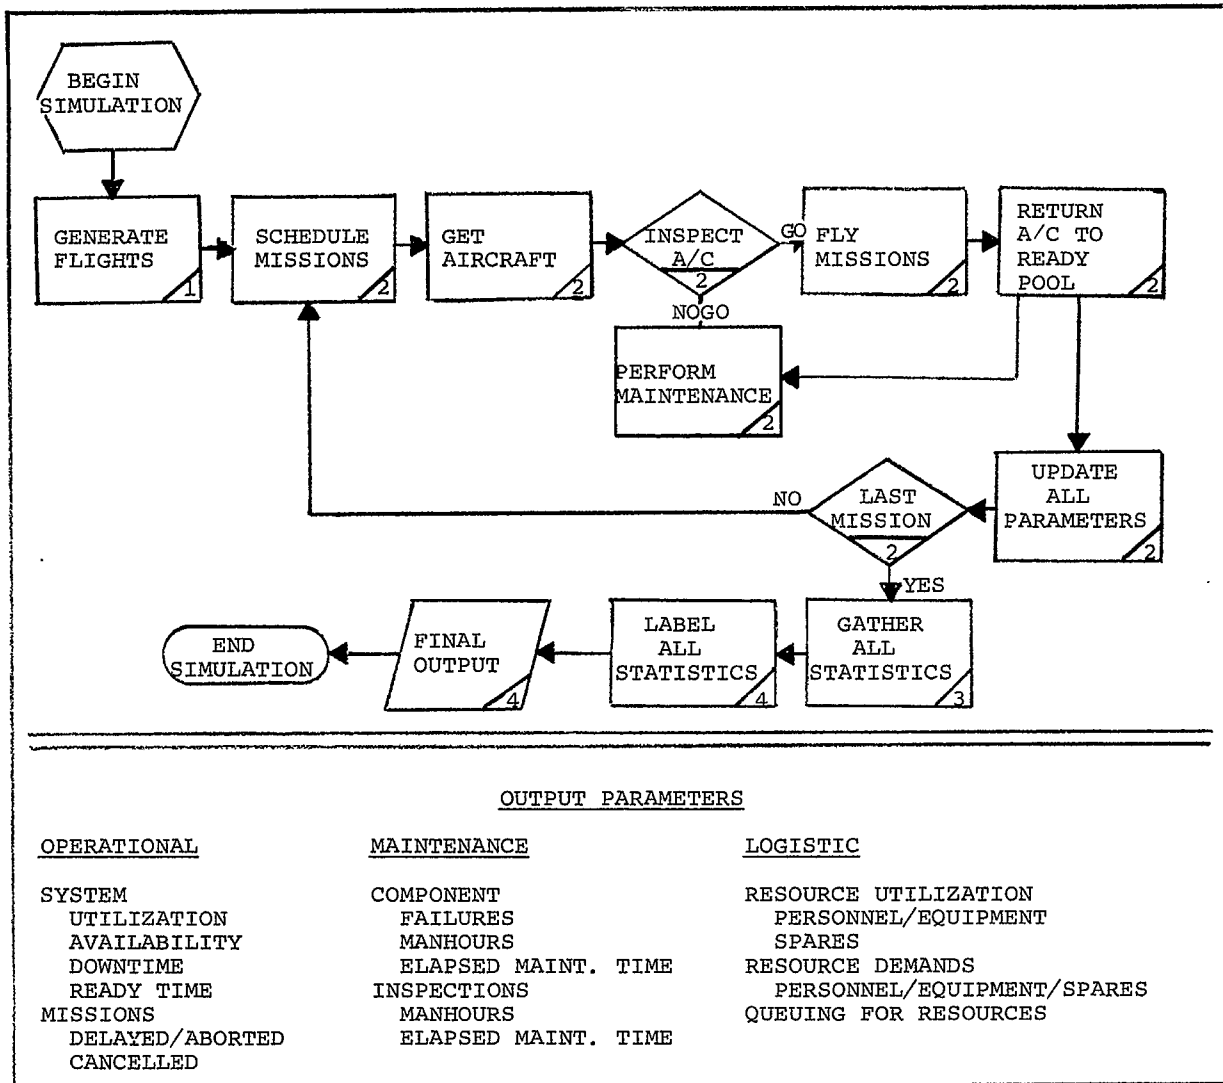 BEGIN
SIMULATION
GENERATE
FLIGHTS
1
SCHEDULE
MISSIONS
2
GET
AIRCRAFT
2
INSPECT
A/C
2
GO
FLY
MISSIONS
2
RETURN
A/C TO
READY
POOL
2
NOGO
PERFORM
MAINTENANCE
2
UPDATE
ALL
PARAMETERS
2
LAST
MISSION
2
NO
YES
GATHER
ALL
STATISTICS
3
LABEL
ALL
STATISTICS
4
FINAL
OUTPUT
4
END
SIMULATION
OUTPUT PARAMETERS
OPERATIONAL
SYSTEM
UTILIZATION
AVAILABILITY
DOWNTIME
READY TIME
MISSIONS
DELAYED/ABORTED
CANCELLED
MAINTENANCE
COMPONENT
FAILURES
MANHOURS
ELAPSED MAINT. TIME
INSPECTIONS
MANHOURS
ELAPSED MAINT. TIME
LOGISTIC
RESOURCE UTILIZATION
PERSONNEL/EQUIPMENT
SPARES
RESOURCE DEMANDS
PERSONNEL/EQUIPMENT/SPARES
QUEUING FOR RESOURCES